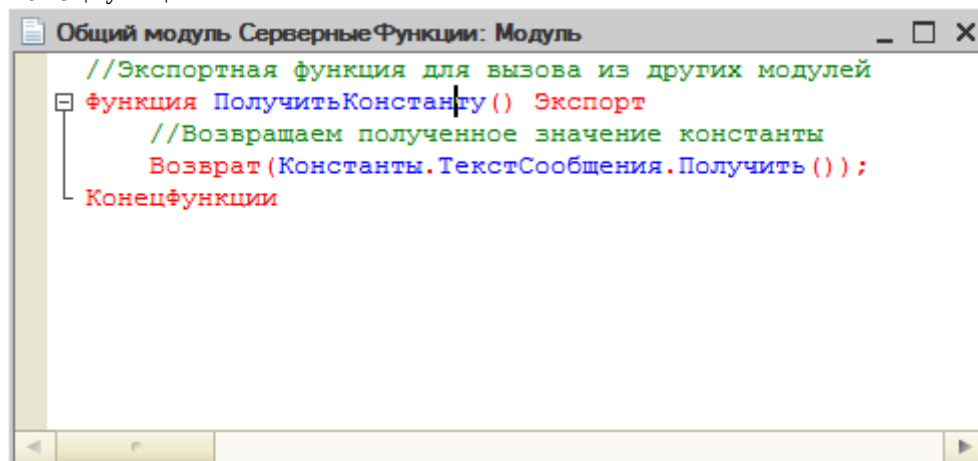 Общий модуль СерверныеФункции: Модуль
//Экспортная функция для вызова из других модулей
Функция ПолучитьКонстанту() Экспорт
//Возвращаем полученное значение константы
Возврат(Константы.ТекстСообщения.Получить());
КонецФункции